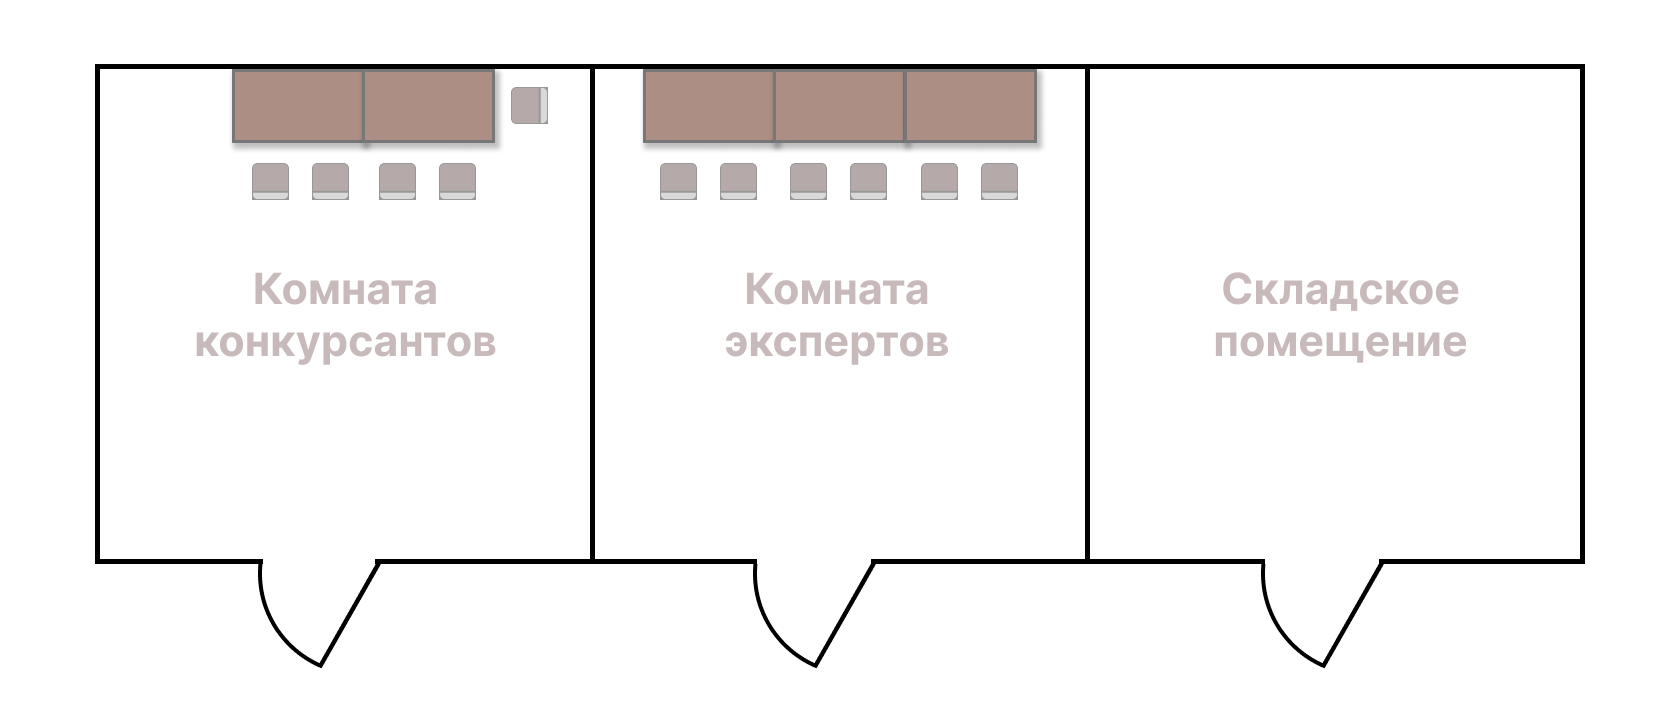 Комната
конкурсантов
Комната
экспертов
Складское
помещение